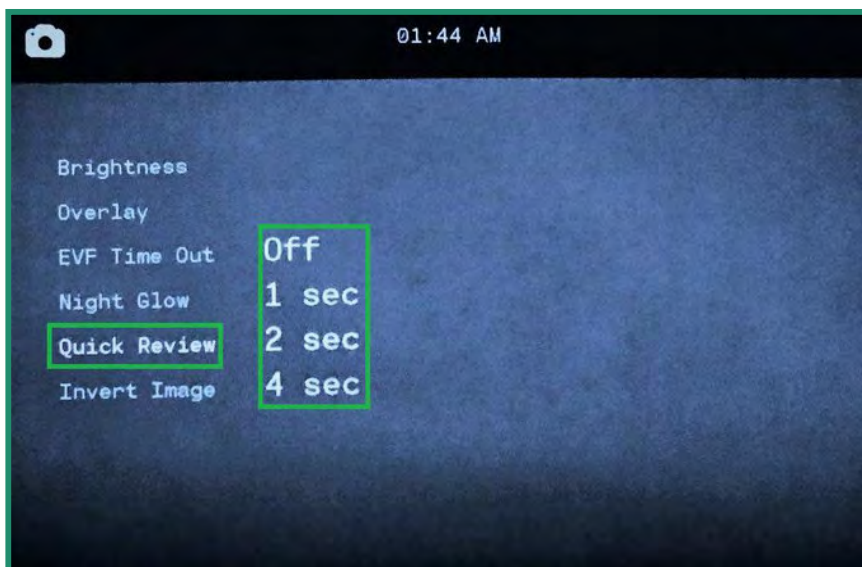 01:44 AM
Brightness
Overlay
EVF Time Out
Night Glow
Quick Review
Invert Image
Off
1 sec
2 sec
4 sec